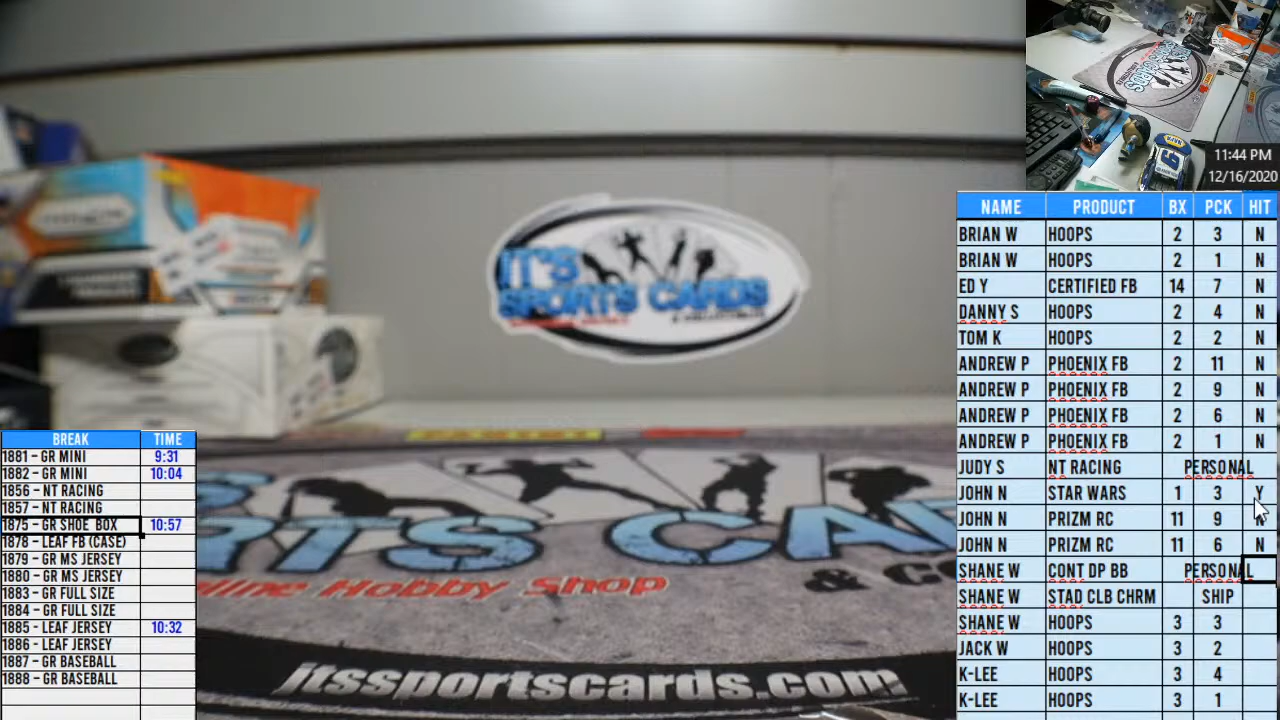 JT'S
SPORTS CARDS
RTS CAR
& CO
nline Hobby Shop
jtssportscards.com
11:44 PM
12/16/2020
BREAK TIME
1881 – GR MINI 9:31
1882 – GR MINI 10:04
1856 – NT RACING
1857 – NT RACING
1875 – GR SHOE BOX 10:57
1878 – LEAF FB (CASE)
1879 – GR MS JERSEY
1880 – GR MS JERSEY
1883 – GR FULL SIZE
1884 – GR FULL SIZE
1885 – LEAF JERSEY 10:32
1886 – LEAF JERSEY
1887 – GR BASEBALL
1888 – GR BASEBALL
NAME PRODUCT BX PCK HIT
BRIAN W HOOPS 2 3 N
BRIAN W HOOPS 2 1 N
ED Y CERTIFIED FB 14 7 N
DANNY S HOOPS 2 4 N
TOM K HOOPS 2 2 N
ANDREW P PHOENIX FB 2 11 N
ANDREW P PHOENIX FB 2 9 N
ANDREW P PHOENIX FB 2 6 N
ANDREW P PHOENIX FB 2 1 N
JUDY S NT RACING PERSONAL
JOHN N STAR WARS 1 3 Y
JOHN N PRIZM RC 11 9 N
JOHN N PRIZM RC 11 6 N
SHANE W CONT DP BB PERSONAL
SHANE W STAD CLB CHRM SHIP
SHANE W HOOPS 3 3
JACK W HOOPS 3 2
K-LEE HOOPS 3 4
K-LEE HOOPS 3 1